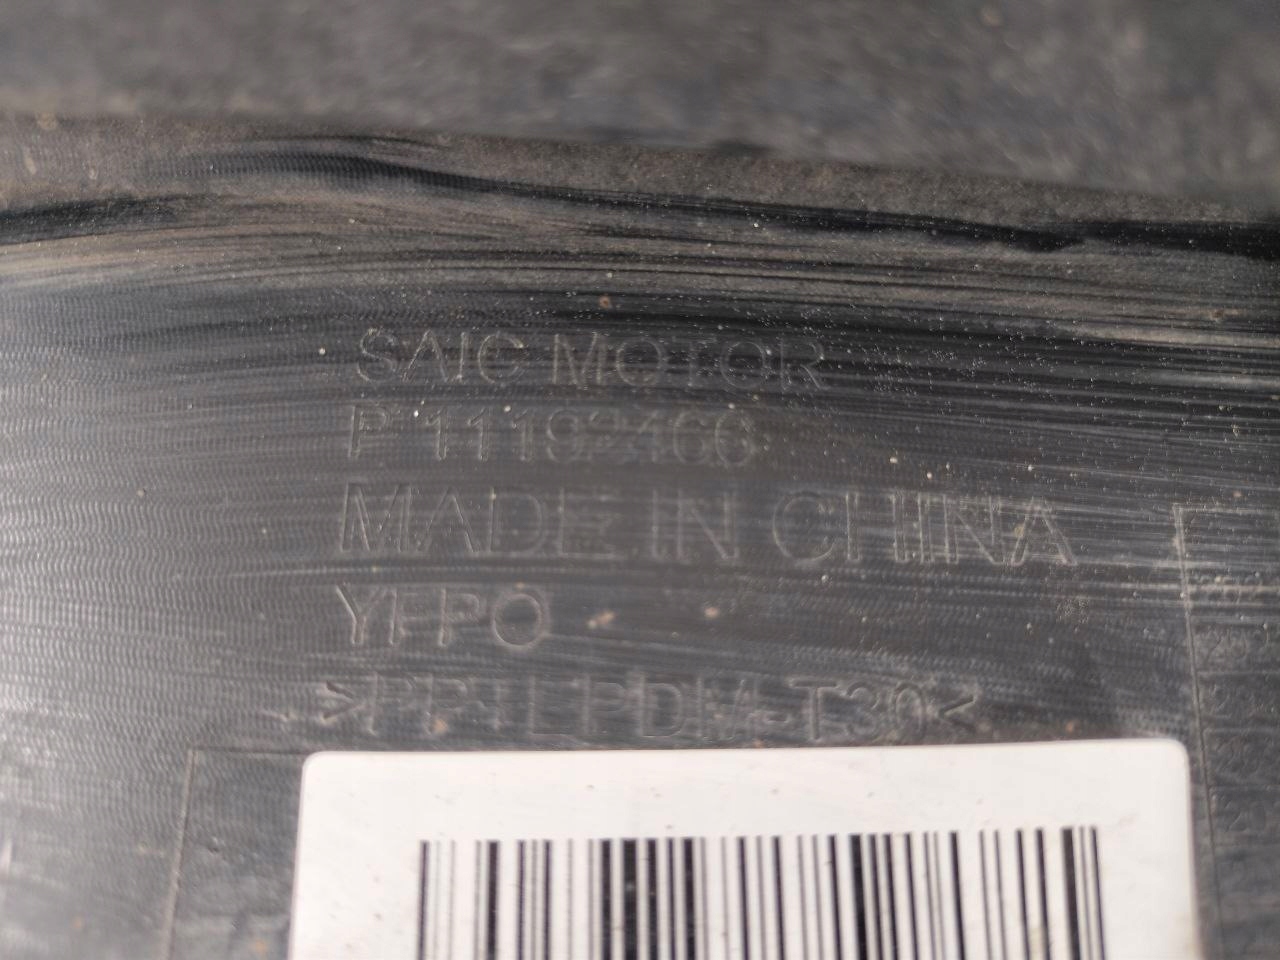 SAIC MOTOR
P 11192466
MADE IN CHINA
YFPO
>PP+EPDM-T30<